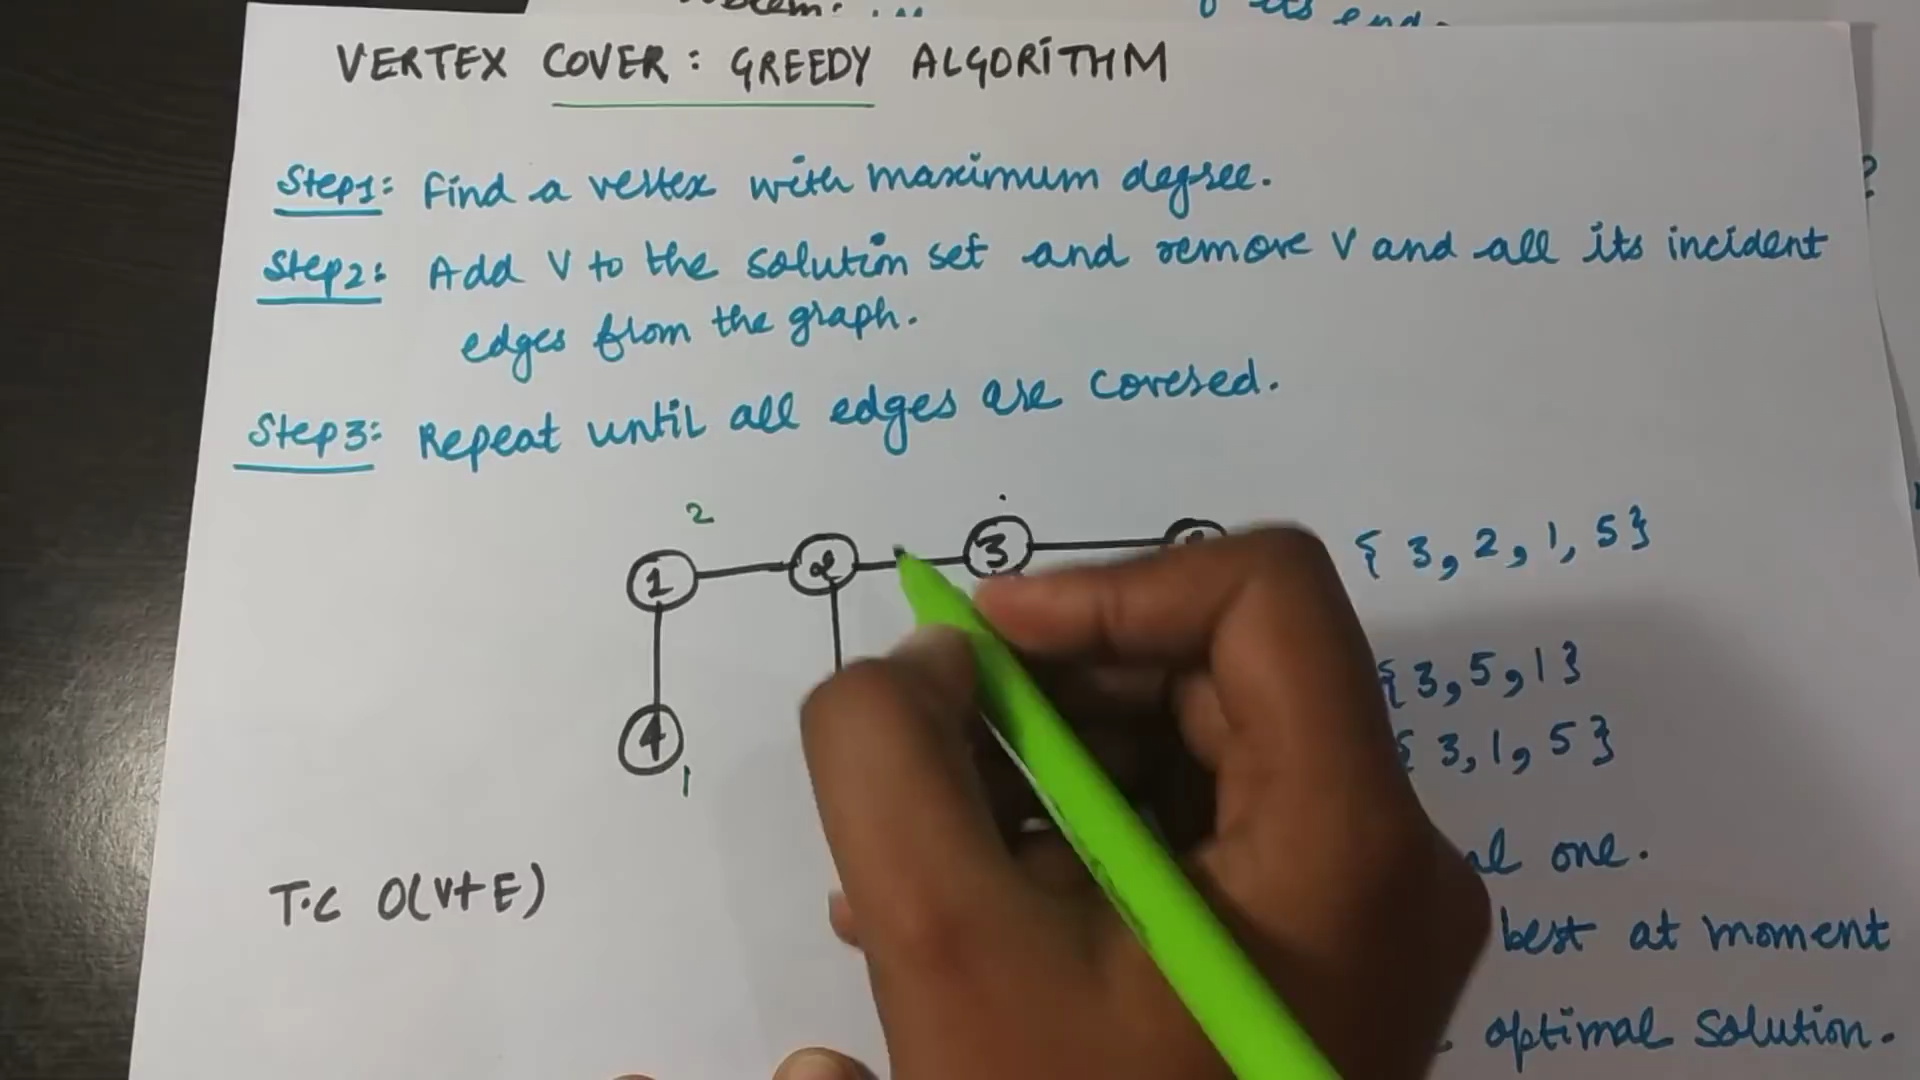 its end.
VERTEX COVER : GREEDY ALGORITHM
Step1: Find a vertex with maximum degree.
Step2: Add V to the solution set and remove V and all its incident
edges from the graph.
Step3: Repeat until all edges are covered.
2
1 2 3
4
1
{ 3, 2, 1, 5}
{3, 5, 1}
{ 3, 1, 5}
one.
T.C O(V+E)
best at moment
optimal solution.